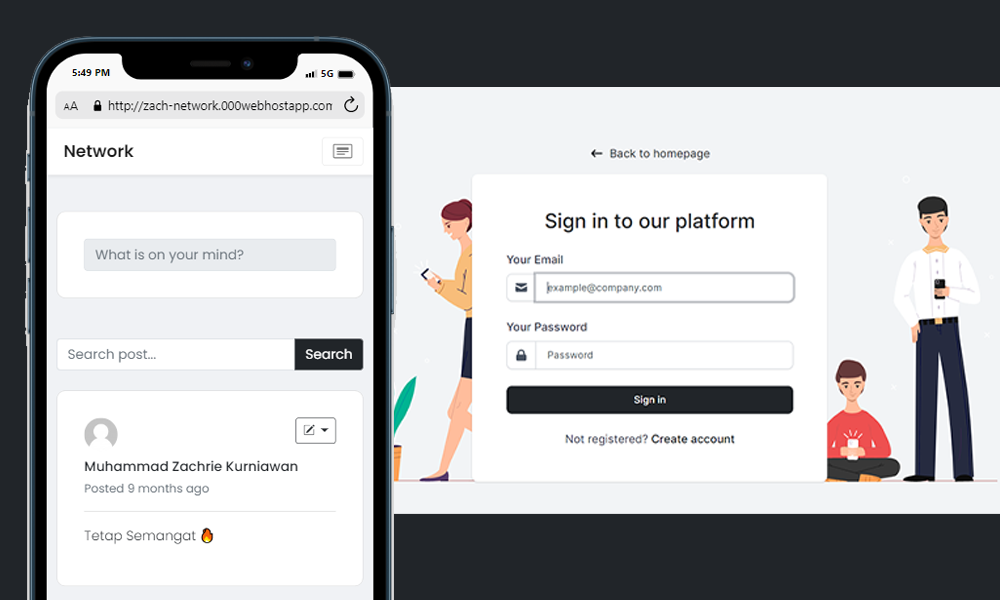 5:49 PM
5G
AA
http://zach-network.000webhostapp.com
Network
What is on your mind?
Search post...
Search
Muhammad Zachrie Kurniawan
Posted 9 months ago
Tetap Semangat 🔥
← Back to homepage
Sign in to our platform
Your Email
example@company.com
Your Password
Password
Sign in
Not registered? Create account